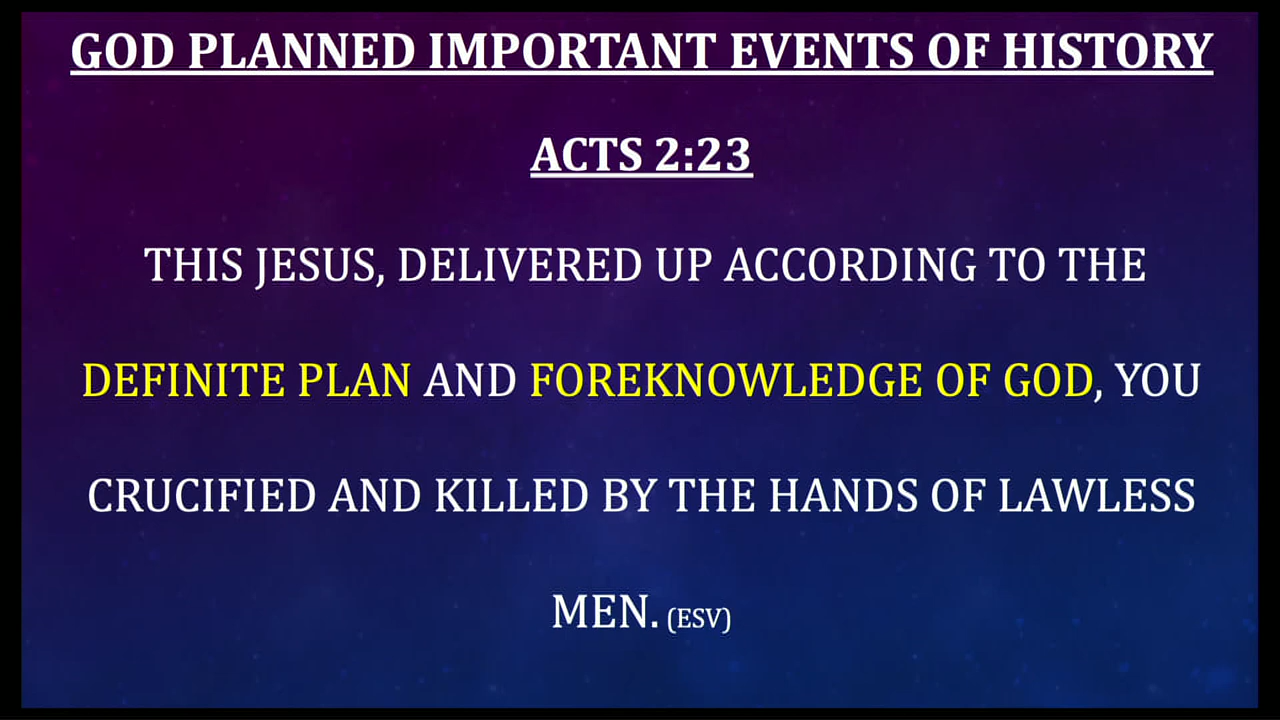 GOD PLANNED IMPORTANT EVENTS OF HISTORY
ACTS 2:23
THIS JESUS, DELIVERED UP ACCORDING TO THE
DEFINITE PLAN AND FOREKNOWLEDGE OF GOD, YOU
CRUCIFIED AND KILLED BY THE HANDS OF LAWLESS
MEN. (ESV)